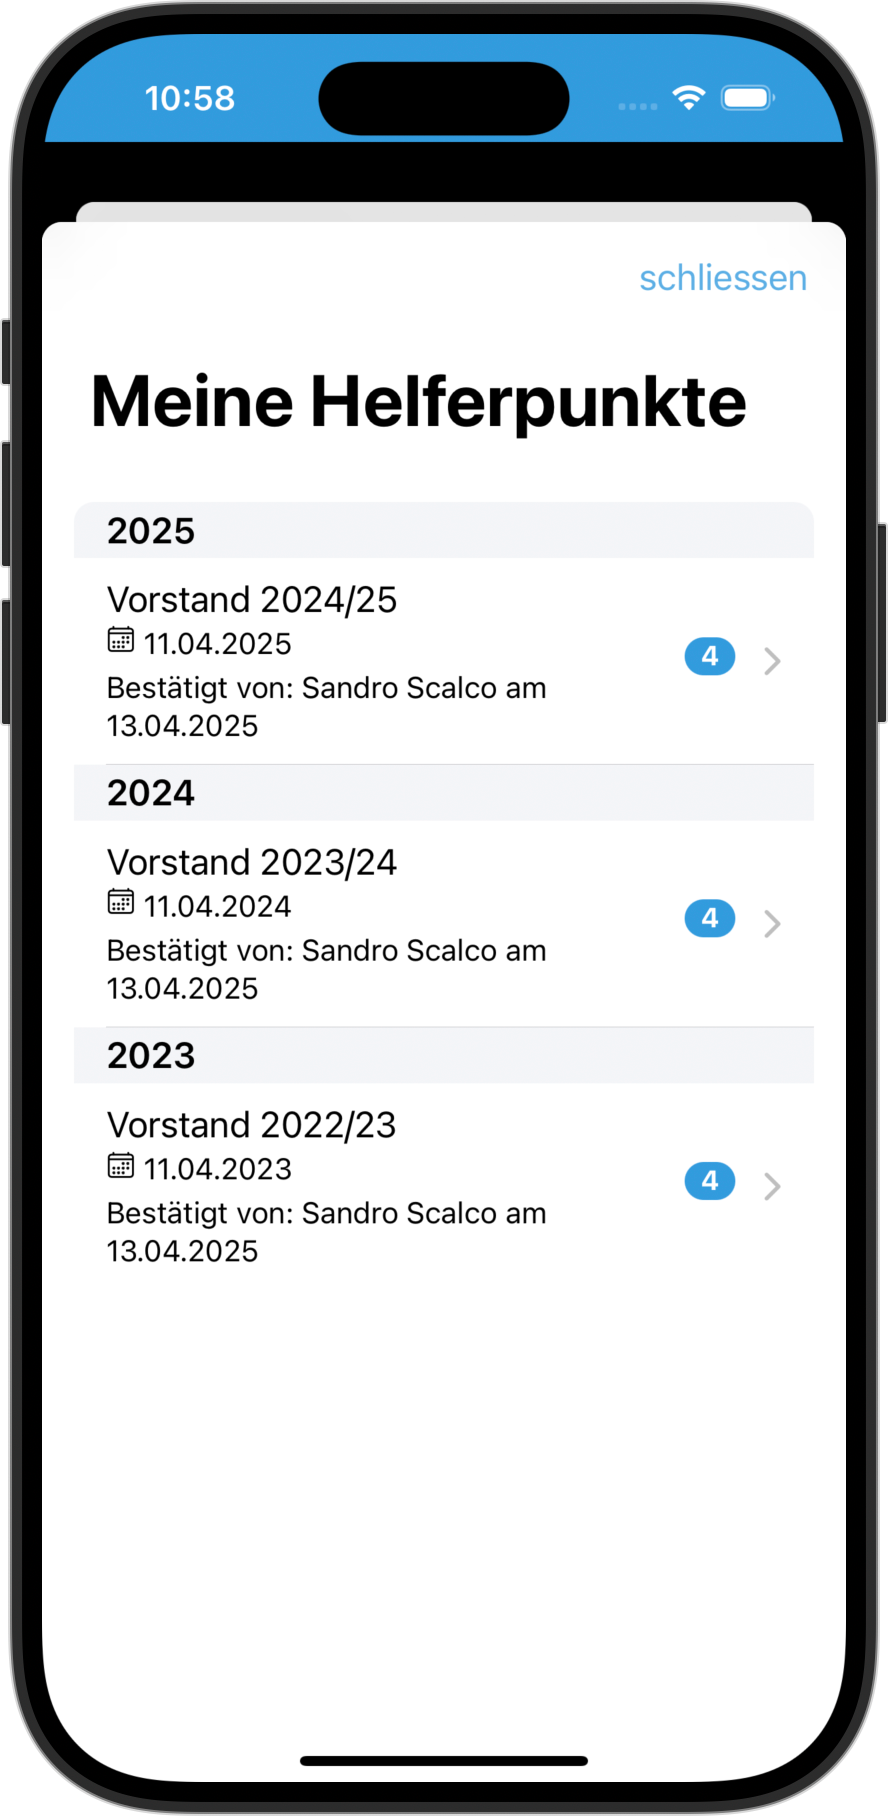 10:58
schliessen
Meine Helferpunkte
2025
Vorstand 2024/25
11.04.2025
4
Bestätigt von: Sandro Scalco am
13.04.2025
2024
Vorstand 2023/24
11.04.2024
4
Bestätigt von: Sandro Scalco am
13.04.2025
2023
Vorstand 2022/23
11.04.2023
4
Bestätigt von: Sandro Scalco am
13.04.2025